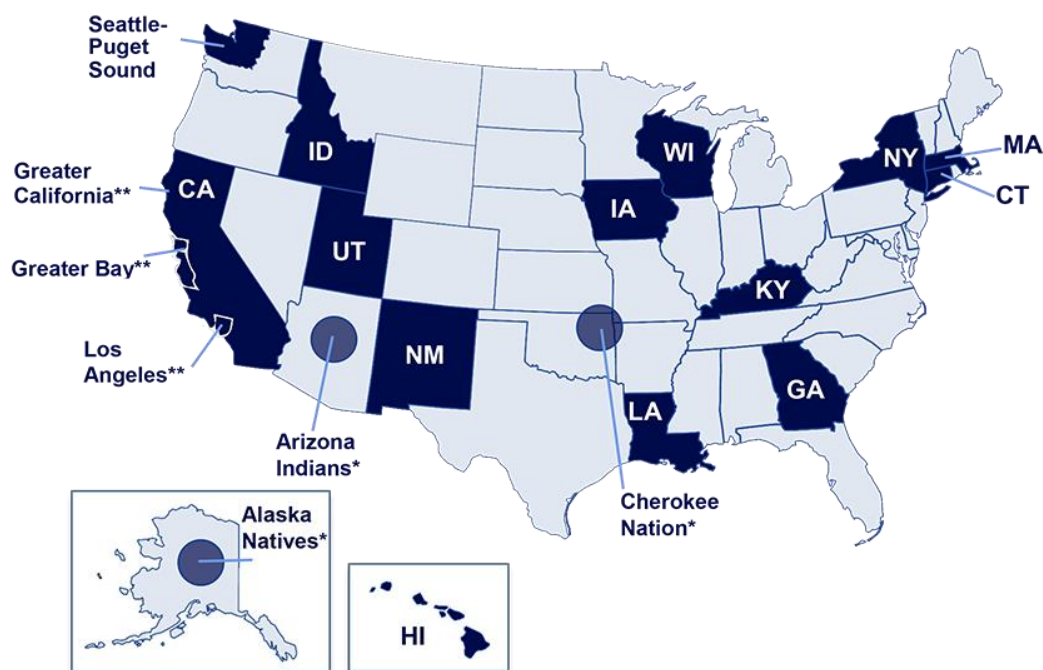 Seattle-
Puget
Sound
ID
WI
NY
MA
CT
Greater
California**
CA
IA
UT
Greater Bay**
KY
Los
Angeles**
NM
GA
LA
Arizona
Indians*
Cherokee
Nation*
Alaska
Natives*
HI